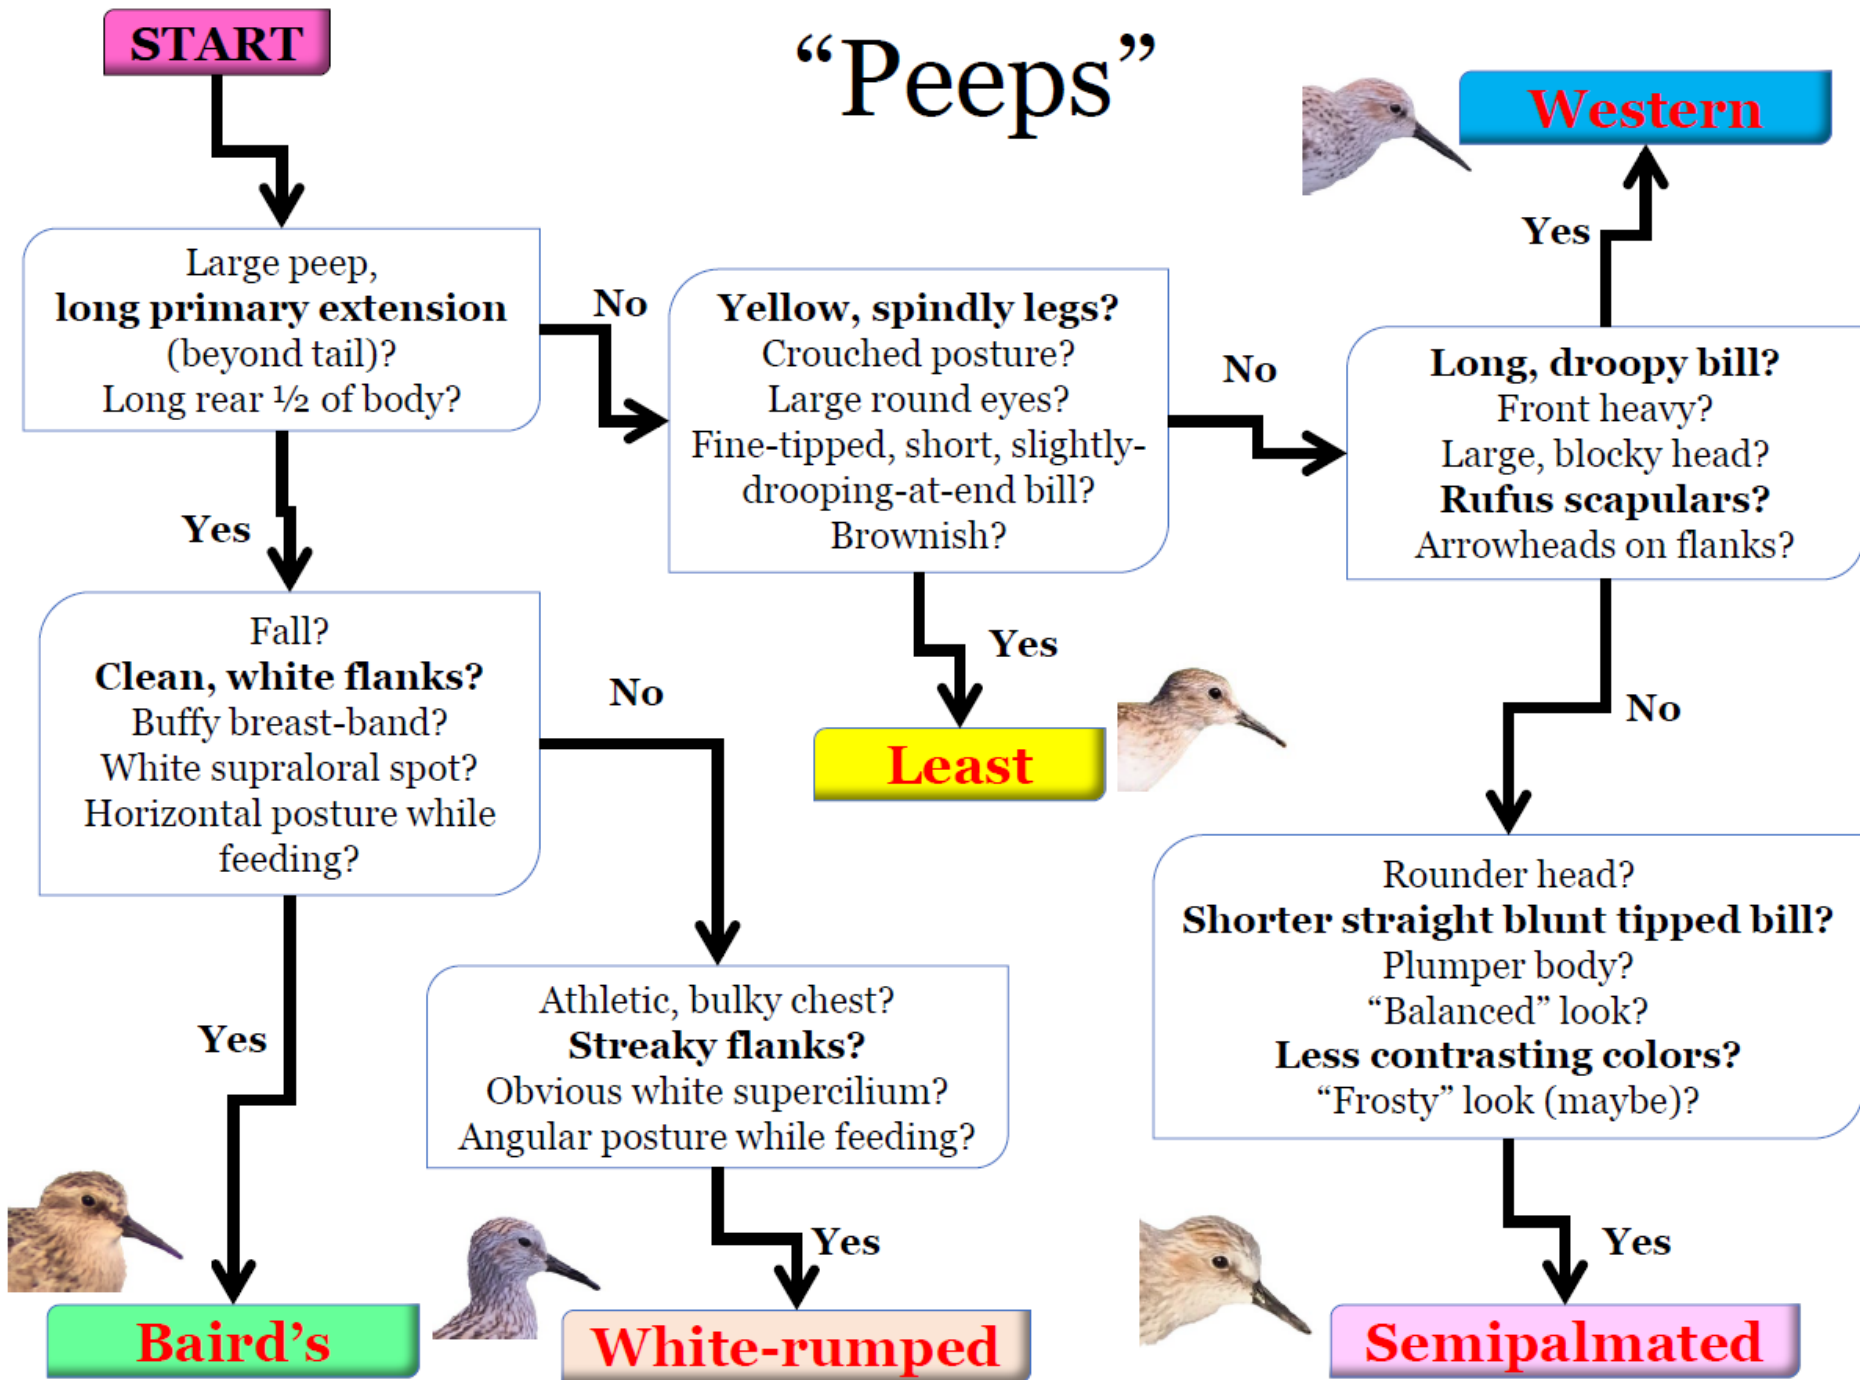 START
“Peeps”
Western
Yes
Large peep,
long primary extension
(beyond tail)?
Long rear ½ of body?
No
Yellow, spindly legs?
Crouched posture?
Large round eyes?
Fine-tipped, short, slightly-
drooping-at-end bill?
Brownish?
No
Long, droopy bill?
Front heavy?
Large, blocky head?
Rufus scapulars?
Arrowheads on flanks?
Yes
Fall?
Clean, white flanks?
Buffy breast-band?
White supraloral spot?
Horizontal posture while
feeding?
No
Yes
Least
No
Rounder head?
Shorter straight blunt tipped bill?
Plumper body?
“Balanced” look?
Less contrasting colors?
“Frosty” look (maybe)?
Yes
Athletic, bulky chest?
Streaky flanks?
Obvious white supercilium?
Angular posture while feeding?
Yes
Yes
Baird’s
White-rumped
Semipalmated